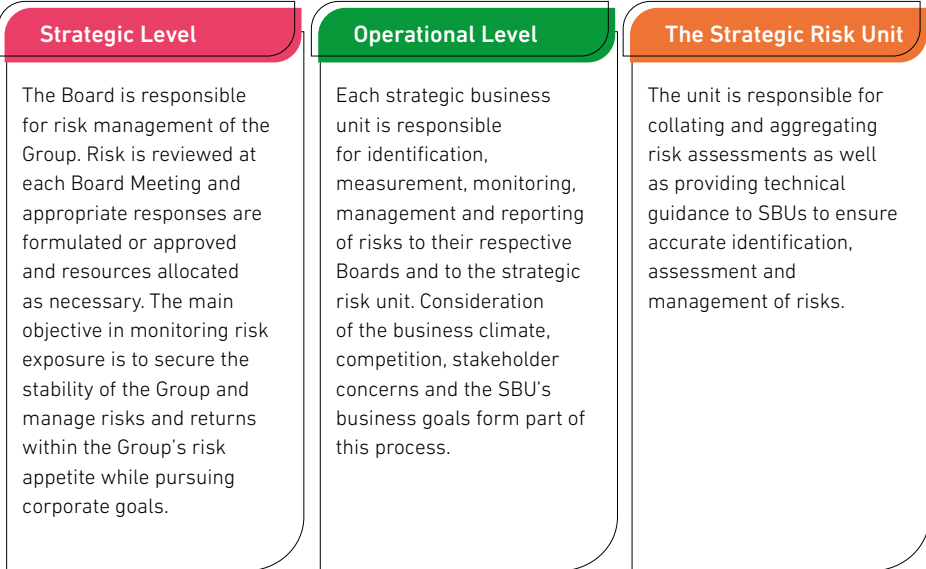 Strategic Level
The Board is responsible
for risk management of the
Group. Risk is reviewed at
each Board Meeting and
appropriate responses are
formulated or approved
and resources allocated
as necessary. The main
objective in monitoring risk
exposure is to secure the
stability of the Group and
manage risks and returns
within the Group’s risk
appetite while pursuing
corporate goals.
Operational Level
Each strategic business
unit is responsible
for identification,
measurement, monitoring,
management and reporting
of risks to their respective
Boards and to the strategic
risk unit. Consideration
of the business climate,
competition, stakeholder
concerns and the SBU’s
business goals form part of
this process.
The Strategic Risk Unit
The unit is responsible for
collating and aggregating
risk assessments as well
as providing technical
guidance to SBUs to ensure
accurate identification,
assessment and
management of risks.